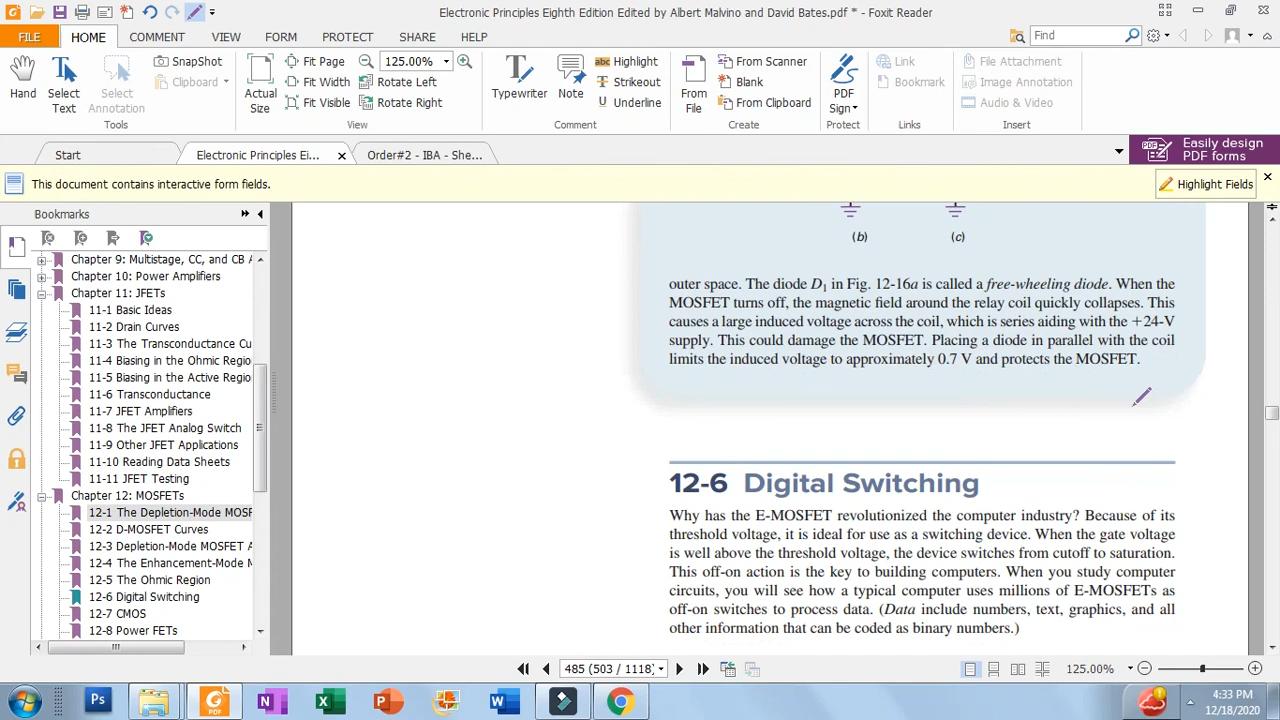 Electronic Principles Eighth Edition Edited by Albert Malvino and David Bates.pdf * - Foxit Reader
FILE HOME COMMENT VIEW FORM PROTECT SHARE HELP
Find
Hand
Select Text
Select Annotation
SnapShot
Clipboard
Tools
Actual Size
Fit Page
Fit Width
Fit Visible
125.00%
Rotate Left
Rotate Right
View
Typewriter
Note
abc Highlight
Strikeout
U Underline
Comment
From File
From Scanner
Blank
From Clipboard
Create
PDF Sign
Protect
Link
Bookmark
Links
File Attachment
Image Annotation
Audio & Video
Insert
Start
Electronic Principles Ei...
Order#2 - IBA - She...
Easily design
PDF forms
This document contains interactive form fields.
Highlight Fields
Bookmarks
Chapter 9: Multistage, CC, and CB A
Chapter 10: Power Amplifiers
Chapter 11: JFETs
11-1 Basic Ideas
11-2 Drain Curves
11-3 The Transconductance Cu
11-4 Biasing in the Ohmic Regio
11-5 Biasing in the Active Regio
11-6 Transconductance
11-7 JFET Amplifiers
11-8 The JFET Analog Switch
11-9 Other JFET Applications
11-10 Reading Data Sheets
11-11 JFET Testing
Chapter 12: MOSFETs
12-1 The Depletion-Mode MOSF
12-2 D-MOSFET Curves
12-3 Depletion-Mode MOSFET A
12-4 The Enhancement-Mode M
12-5 The Ohmic Region
12-6 Digital Switching
12-7 CMOS
12-8 Power FETs
(b) (c)
outer space. The diode D1 in Fig. 12-16a is called a free-wheeling diode. When the
MOSFET turns off, the magnetic field around the relay coil quickly collapses. This
causes a large induced voltage across the coil, which is series aiding with the +24-V
supply. This could damage the MOSFET. Placing a diode in parallel with the coil
limits the induced voltage to approximately 0.7 V and protects the MOSFET.
12-6 Digital Switching
Why has the E-MOSFET revolutionized the computer industry? Because of its
threshold voltage, it is ideal for use as a switching device. When the gate voltage
is well above the threshold voltage, the device switches from cutoff to saturation.
This off-on action is the key to building computers. When you study computer
circuits, you will see how a typical computer uses millions of E-MOSFETs as
off-on switches to process data. (Data include numbers, text, graphics, and all
other information that can be coded as binary numbers.)
485 (503 / 1118)
125.00%
4:33 PM
12/18/2020